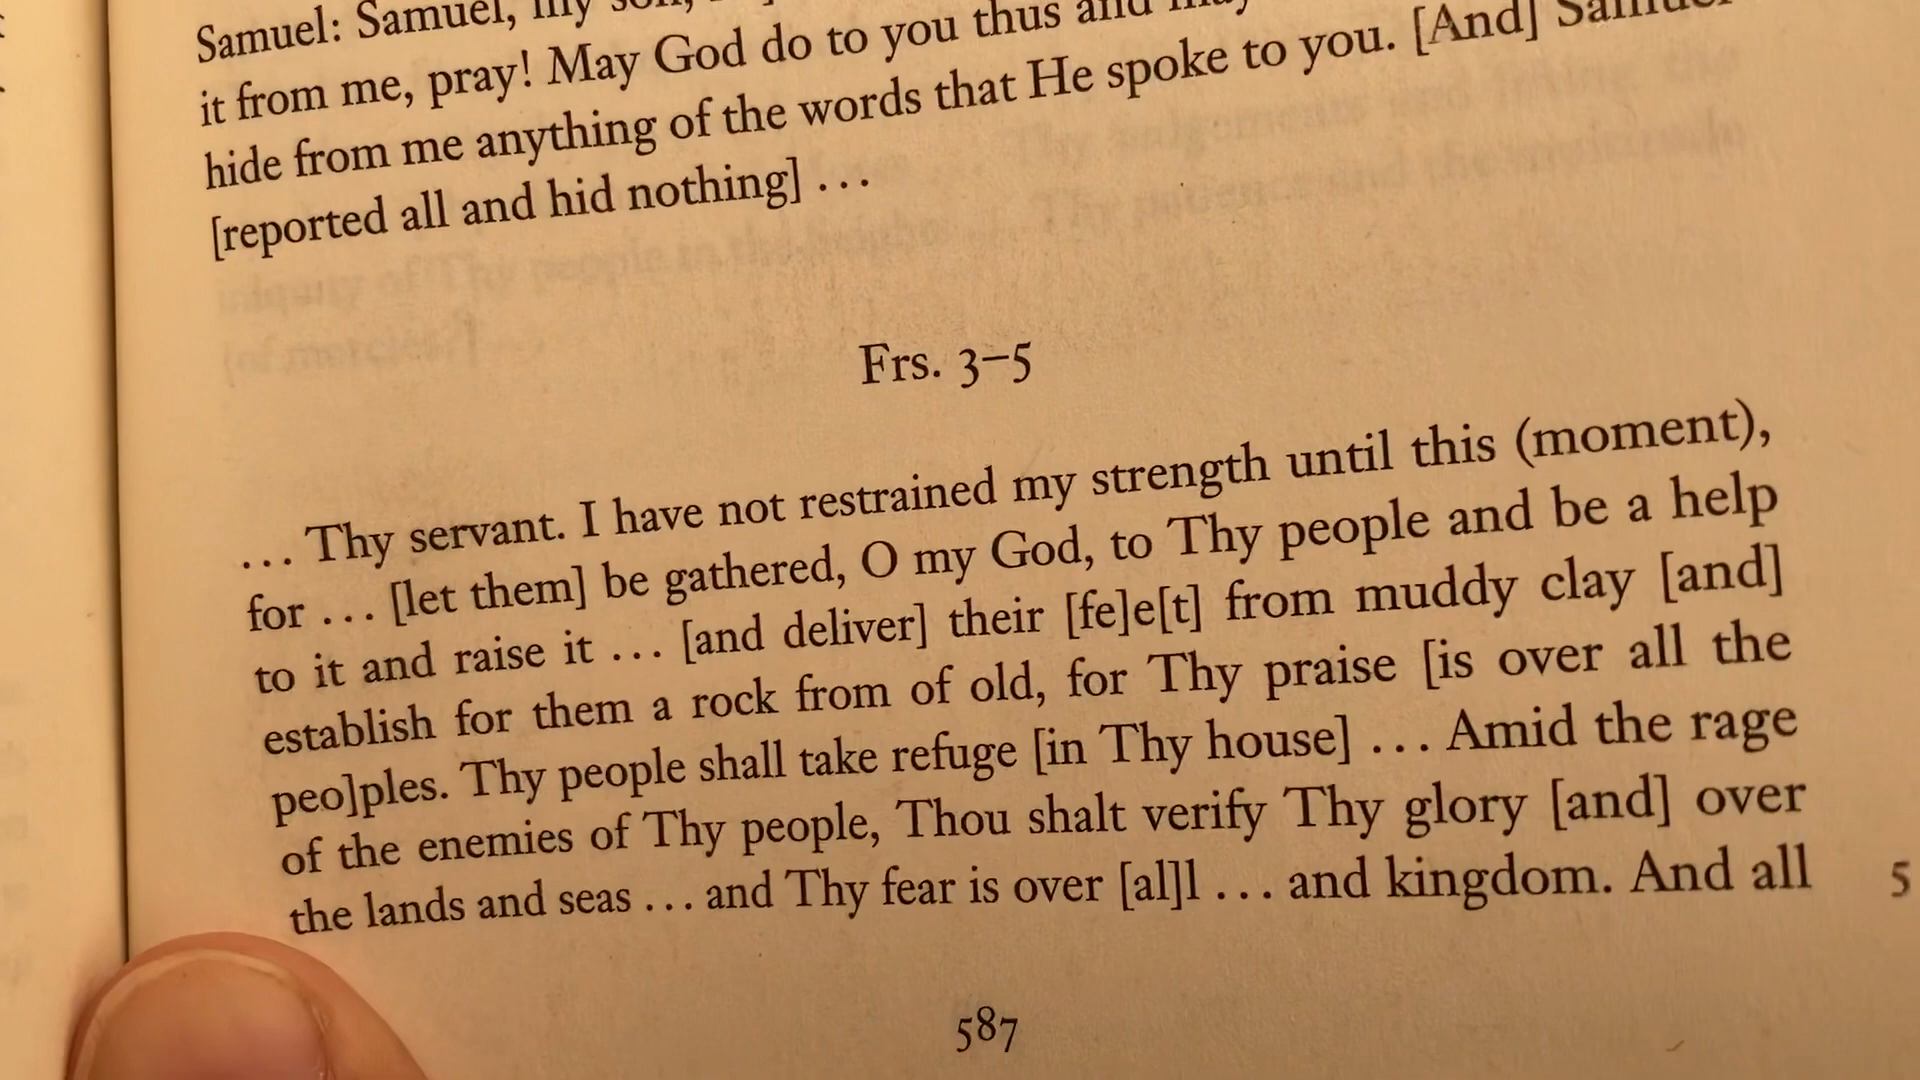 Samuel: Samuel, my son,
it from me, pray! May God do to you thus and may
hide from me anything of the words that He spoke to you. [And] Samuel
[reported all and hid nothing] ...
Frs. 3–5
... Thy servant. I have not restrained my strength until this (moment),
for ... [let them] be gathered, O my God, to Thy people and be a help
to it and raise it ... [and deliver] their [fe]e[t] from muddy clay [and]
establish for them a rock from of old, for Thy praise [is over all the
peo]ples. Thy people shall take refuge [in Thy house] ... Amid the rage
of the enemies of Thy people, Thou shalt verify Thy glory [and] over
the lands and seas ... and Thy fear is over [al]l ... and kingdom. And all 5
587